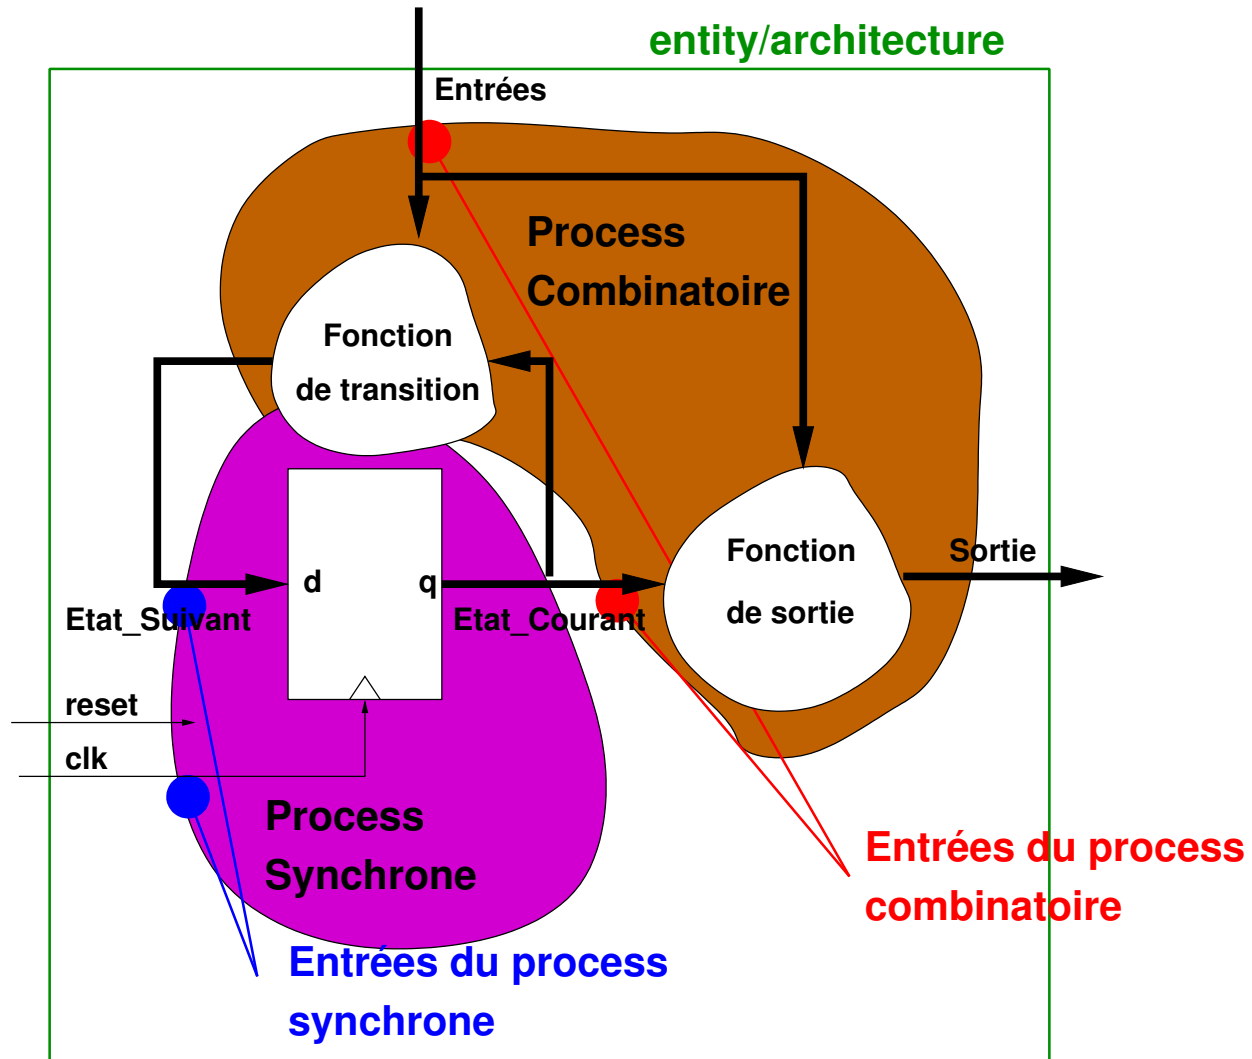 entity/architecture
Entrées
Process
Combinatoire
Fonction
de transition
Fonction
de sortie
Sortie
d
q
Etat_Suivant
Etat_Courant
reset
clk
Process
Synchrone
Entrées du process
combinatoire
Entrées du process
synchrone